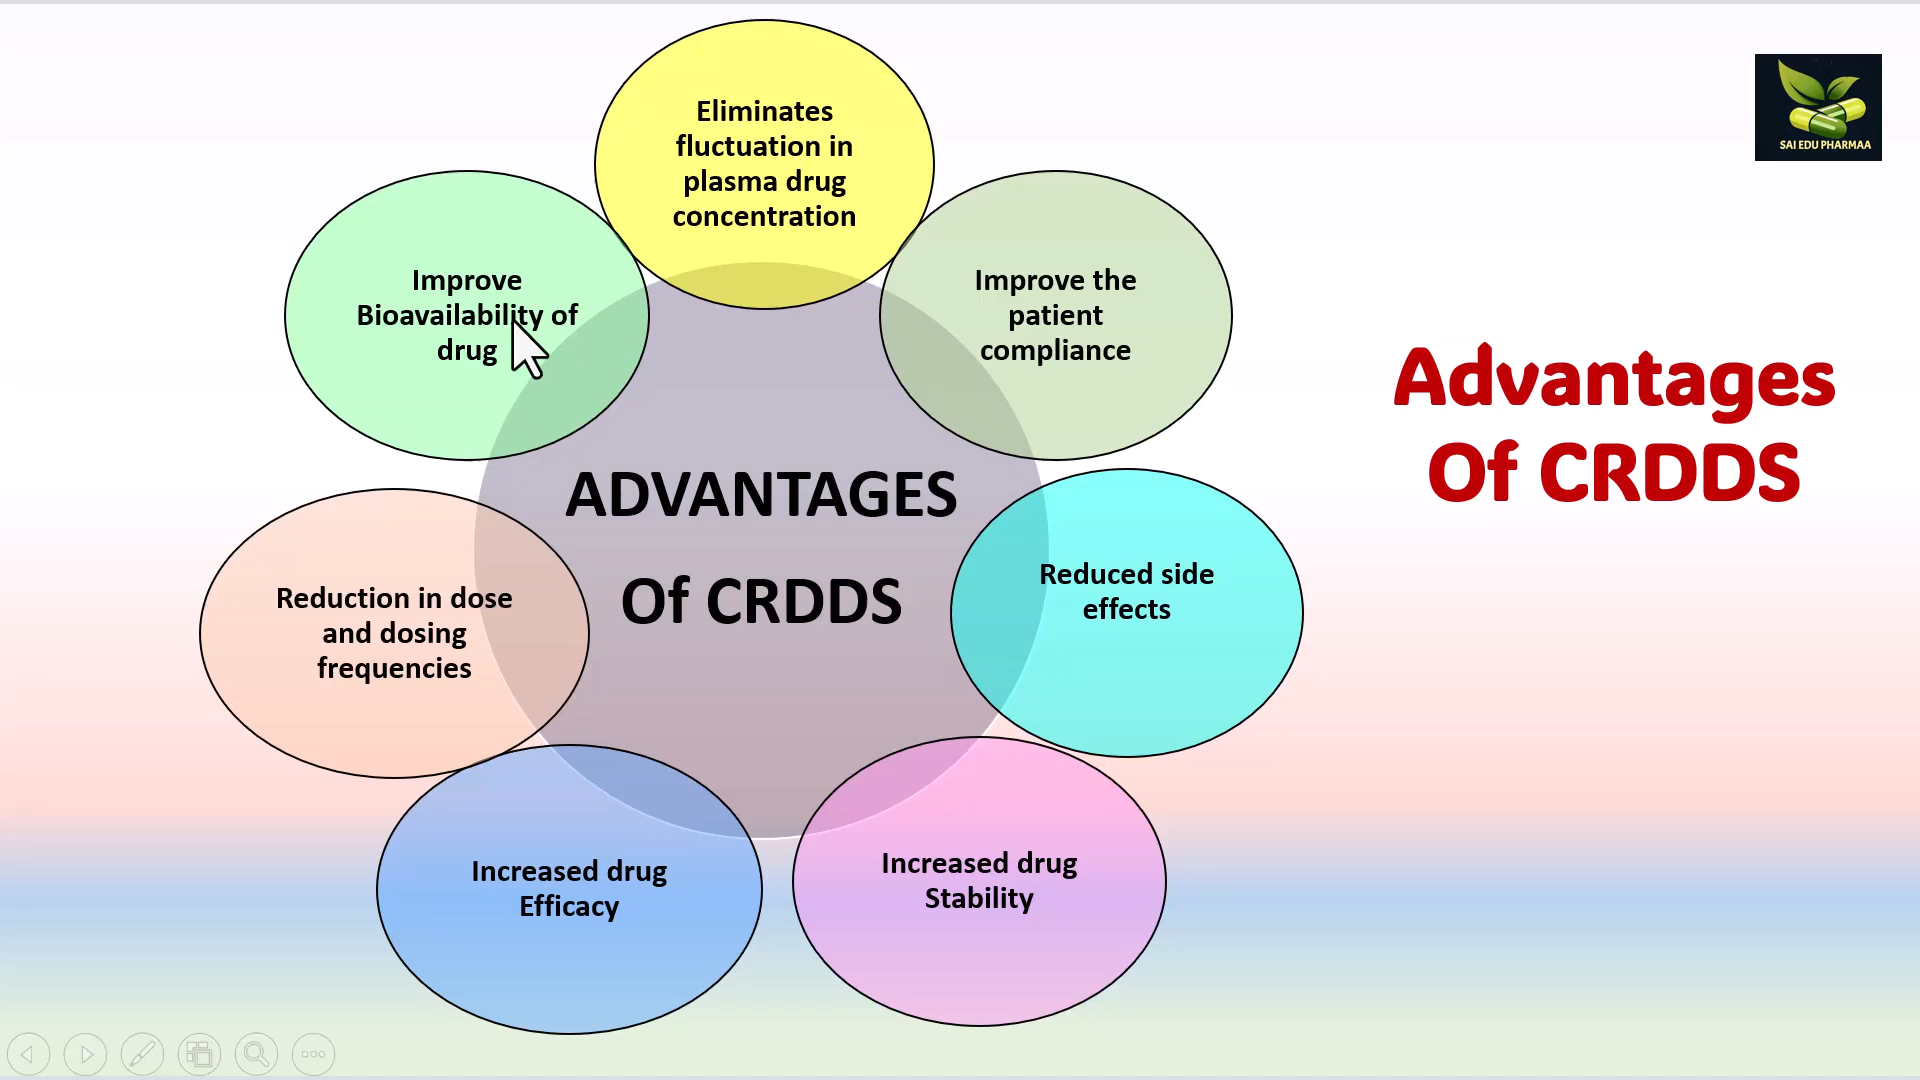 Eliminates
fluctuation in
plasma drug
concentration
Improve the
patient
compliance
Reduced side
effects
Increased drug
Stability
Increased drug
Efficacy
Reduction in dose
and dosing
frequencies
Improve
Bioavailability of
drug
ADVANTAGES
Of CRDDS
Advantages
Of CRDDS
SAI EDU PHARMAA